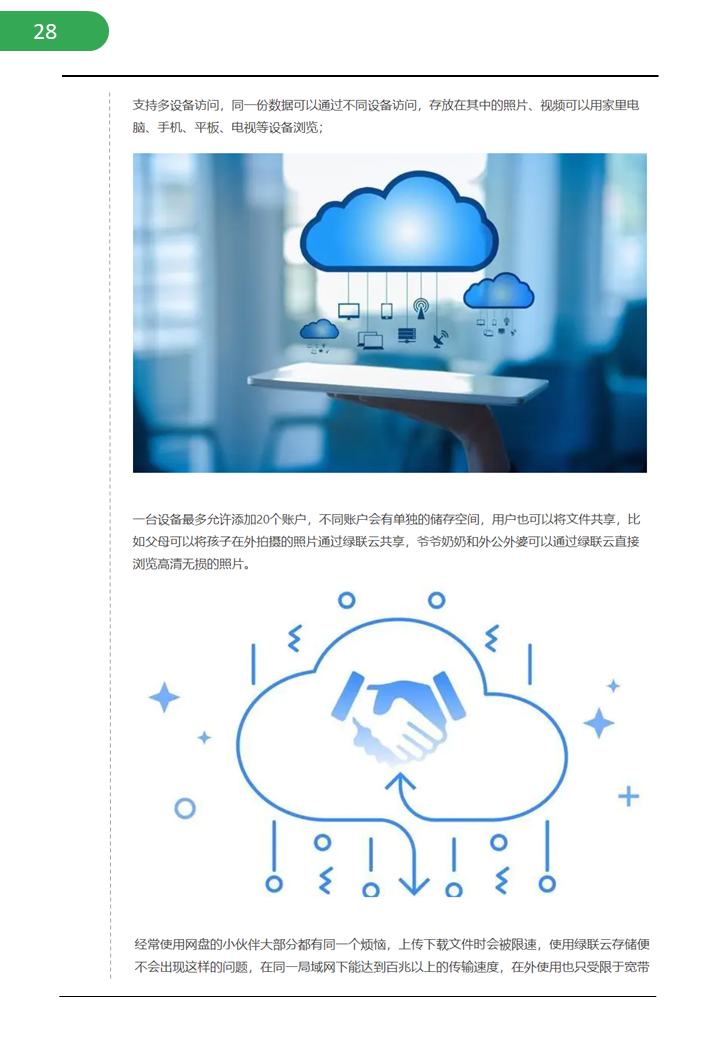 28
支持多设备访问，同一份数据可以通过不同设备访问，存放在其中的照片、视频可以用家里电
脑、手机、平板、电视等设备浏览；
一台设备最多允许添加20个账户，不同账户会有单独的储存空间，用户也可以将文件共享，比
如父母可以将孩子在外拍摄的照片通过绿联云共享，爷爷奶奶和外公外婆可以通过绿联云直接
浏览高清无损的照片。
经常使用网盘的小伙伴大部分都有同一个烦恼，上传下载文件时会被限速，使用绿联云存储便
不会出现这样的问题，在同一局域网下能达到百兆以上的传输速度，在外使用也只受限于宽带